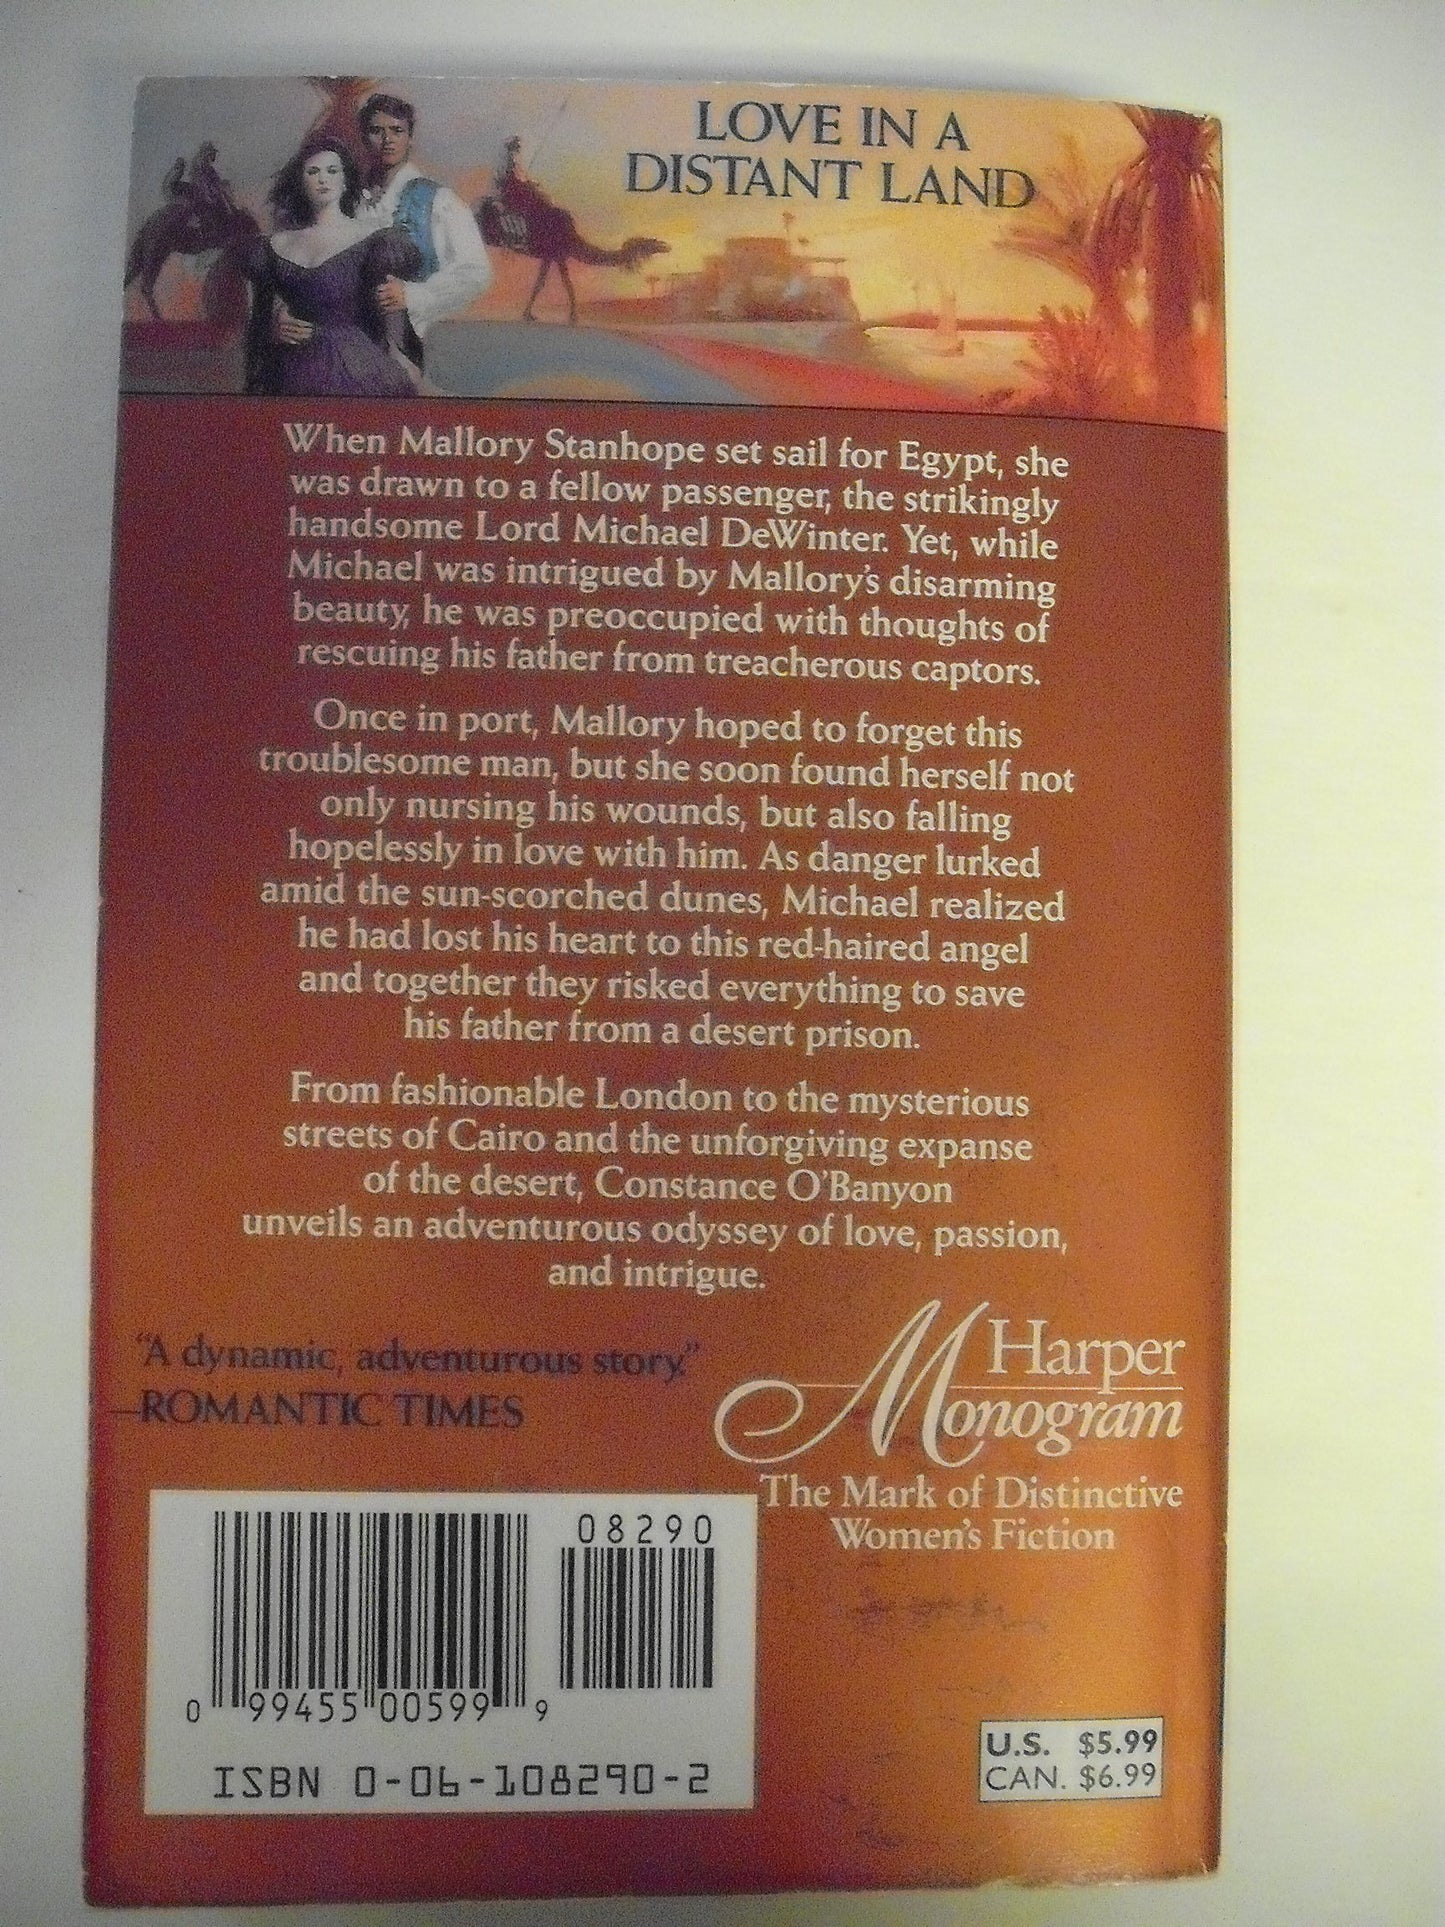 LOVE IN A
DISTANT LAND
When Mallory Stanhope set sail for Egypt, she
was drawn to a fellow passenger, the strikingly
handsome Lord Michael DeWinter. Yet, while
Michael was intrigued by Mallory's disarming
beauty, he was preoccupied with thoughts of
rescuing his father from treacherous captors.
Once in port, Mallory hoped to forget this
troublesome man, but she soon found herself not
only nursing his wounds, but also falling
hopelessly in love with him. As danger lurked
amid the sun-scorched dunes, Michael realized
he had lost his heart to this red-haired angel
and together they risked everything to save
his father from a desert prison.
From fashionable London to the mysterious
streets of Cairo and the unforgiving expanse
of the desert, Constance O'Banyon
unveils an adventurous odyssey of love, passion,
and intrigue.
"A dynamic, adventurous story."
—ROMANTIC TIMES
Harper
Monogram
The Mark of Distinctive
Women's Fiction
08290
0 99455 00599 9
ISBN 0-06-108290-2
U.S. $5.99
CAN. $6.99